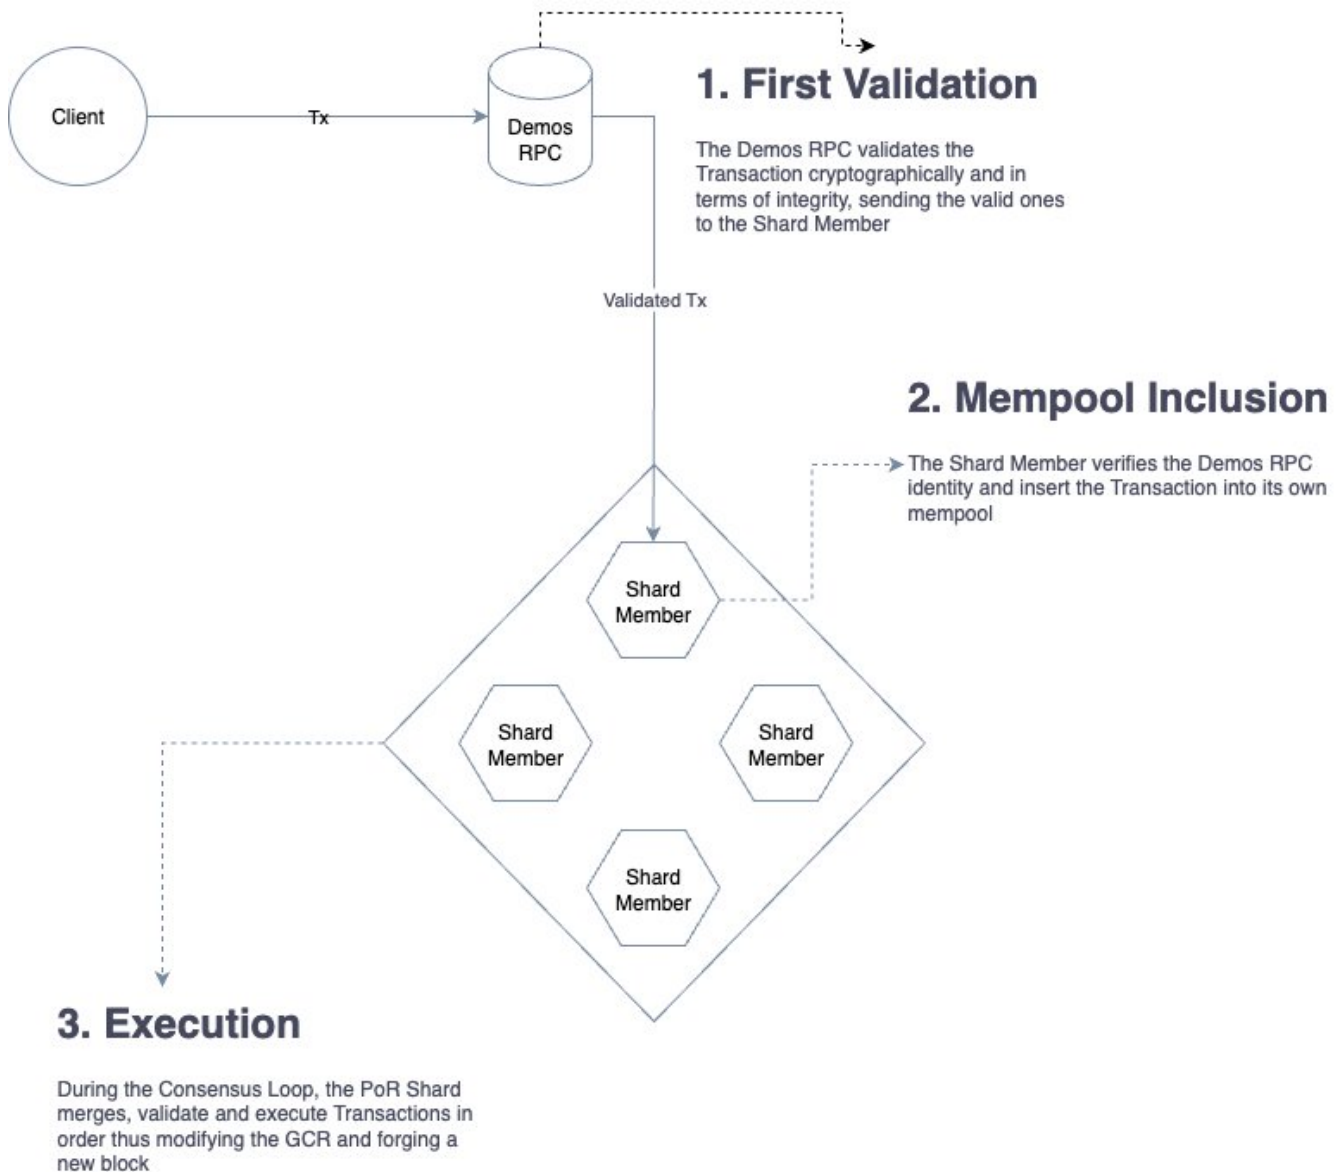 Client
Tx
Demos
RPC
1. First Validation
The Demos RPC validates the
Transaction cryptographically and in
terms of integrity, sending the valid ones
to the Shard Member
Validated Tx
2. Mempool Inclusion
The Shard Member verifies the Demos RPC
identity and insert the Transaction into its own
mempool
Shard
Member
Shard
Member
Shard
Member
Shard
Member
3. Execution
During the Consensus Loop, the PoR Shard
merges, validate and execute Transactions in
order thus modifying the GCR and forging a
new block